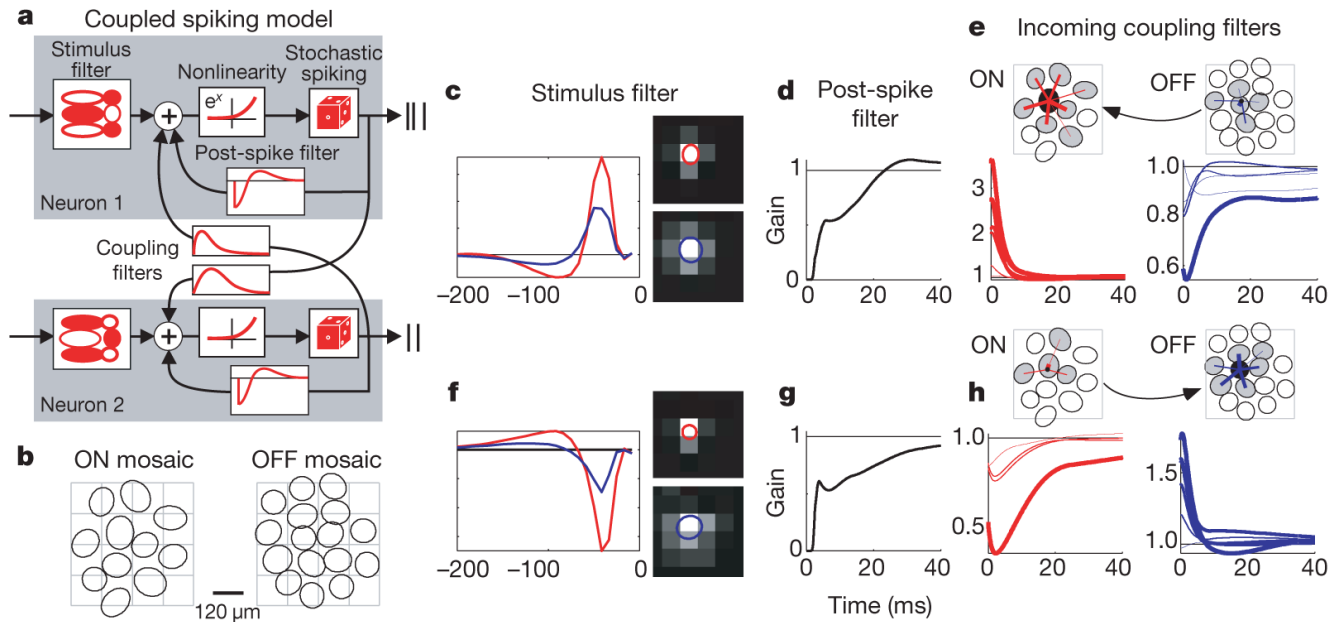 a
Coupled spiking model
Stimulus
filter
Nonlinearity
Stochastic
spiking
e^x
Post-spike filter
Neuron 1
Coupling
filters
Neuron 2
b
ON mosaic
OFF mosaic
120 µm
c
Stimulus filter
−200
−100
0
d
Post-spike
filter
Gain
1
0
0
20
40
e
Incoming coupling filters
ON
OFF
3
2
1
0
20
40
1.0
0.8
0.6
0
20
40
f
−200
−100
0
g
Gain
1
0
0
20
40
Time (ms)
h
ON
OFF
1.0
0.5
0
20
40
1.5
1.0
0
20
40